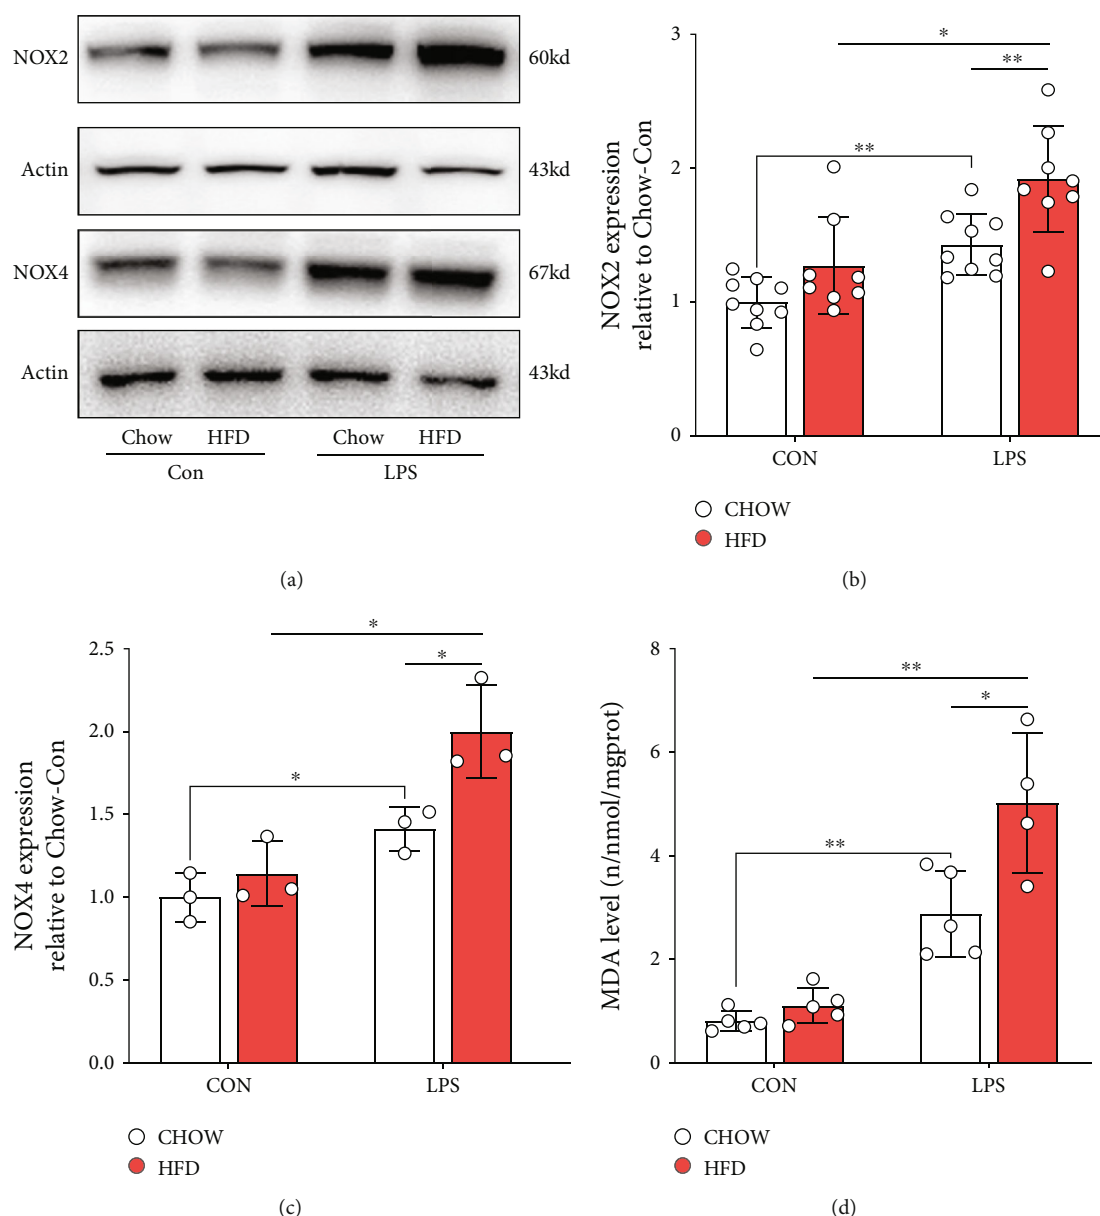 NOX2 60kd
Actin 43kd
NOX4 67kd
Actin 43kd
Chow HFD Chow HFD
Con LPS
(a)
3
2
1
0
NOX2 expression
relative to Chow-Con
*
**
**
CON LPS
CHOW
HFD
(b)
2.5
2.0
1.5
1.0
0.5
0.0
NOX4 expression
relative to Chow-Con
*
*
*
CON LPS
CHOW
HFD
(c)
8
6
4
2
0
MDA level (n/nmol/mgprot)
**
*
**
CON LPS
CHOW
HFD
(d)